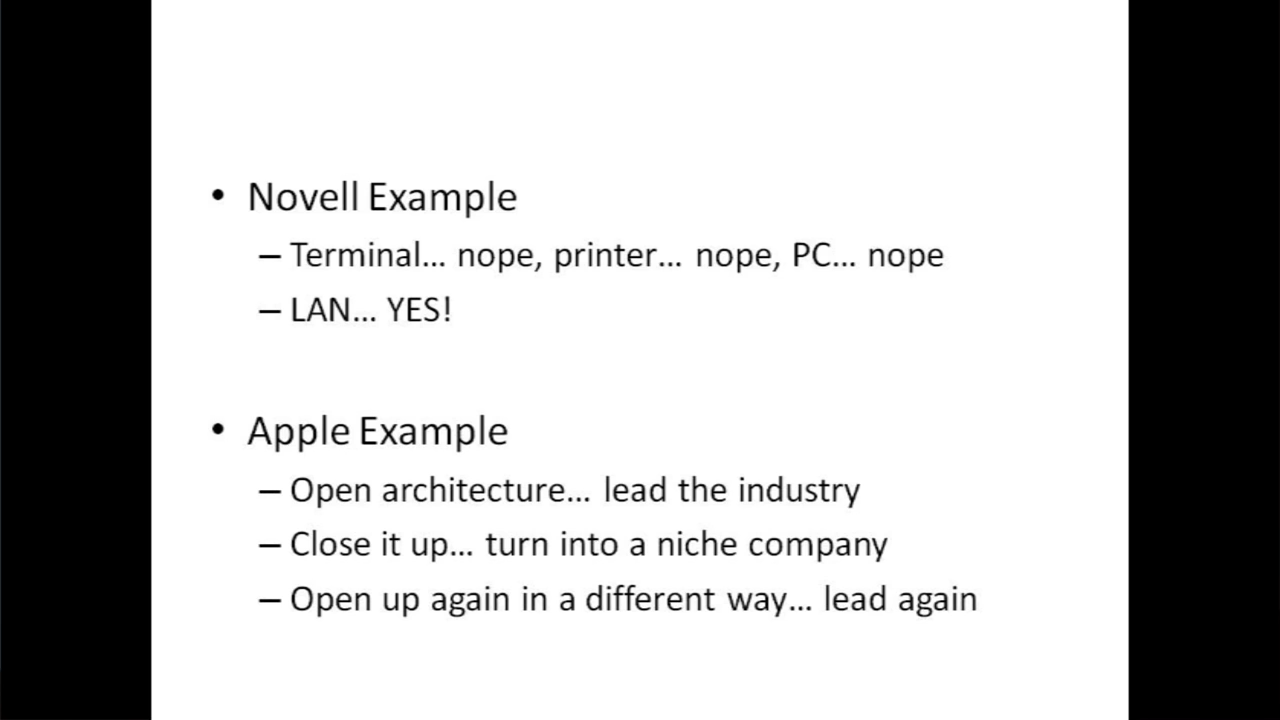 • Novell Example
– Terminal... nope, printer... nope, PC... nope
– LAN... YES!
• Apple Example
– Open architecture... lead the industry
– Close it up... turn into a niche company
– Open up again in a different way... lead again